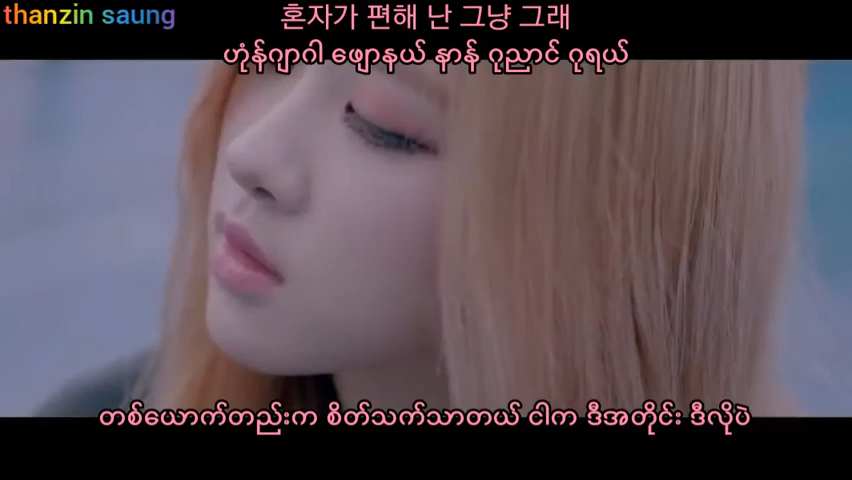 thanzin saung
혼자가 편해 난 그냥 그래
ဟုံန်ဂျာဂါ ဖျောနယ် နာန် ဂုညာင် ဂုရယ်
တစ်ယောက်တည်းက စိတ်သက်သာတယ် ငါက ဒီအတိုင်း ဒီလိုပဲ